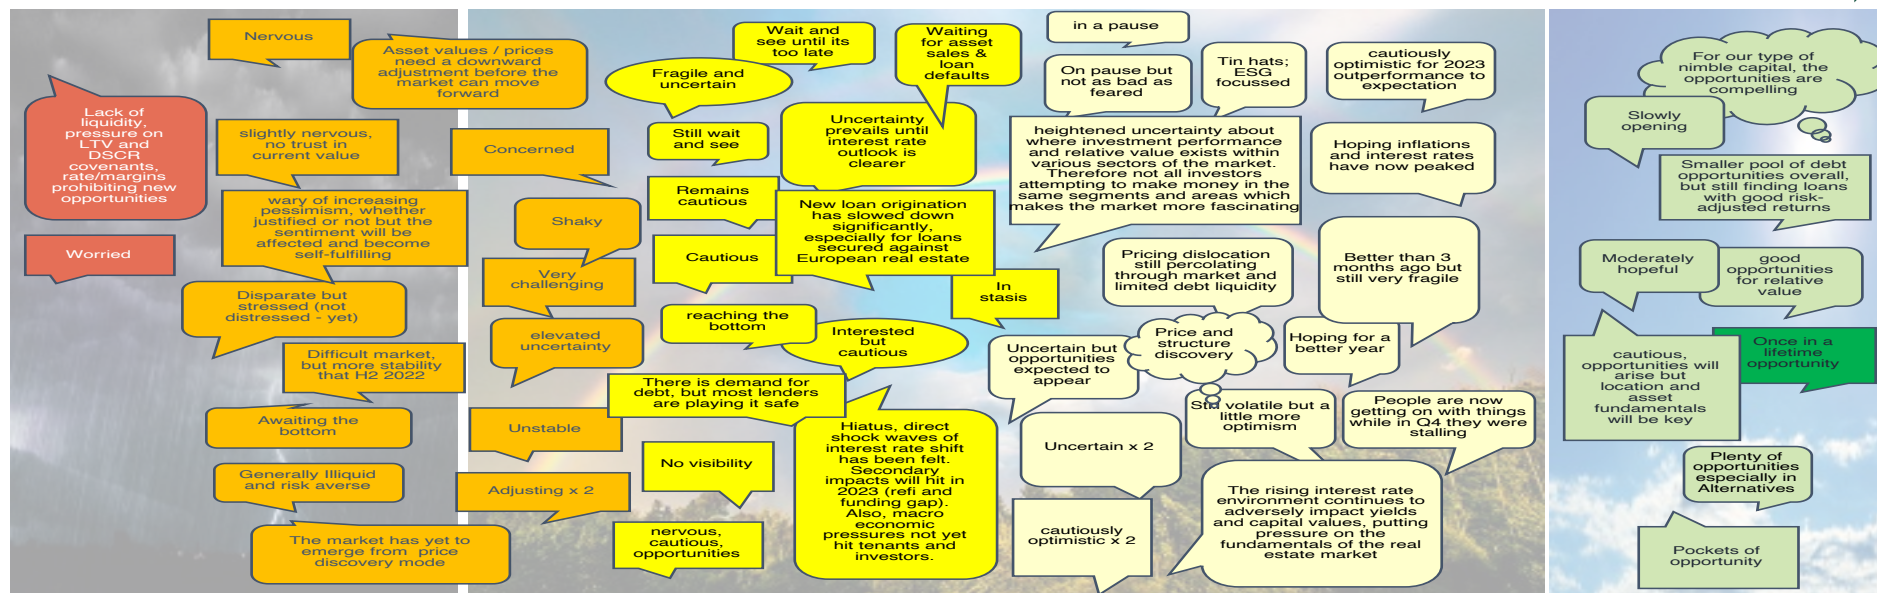 Nervous
Asset values / prices
need a downward
adjustment before the
market can move
forward
Lack of
liquidity,
pressure on
LTV and
DSCR
covenants,
rate/margins
prohibiting new
opportunities
slightly nervous,
no trust in
current value
Concerned
wary of increasing
pessimism, whether
justified or not but the
sentiment will be
affected and become
self-fulfilling
Worried
Shaky
Very
challenging
Disparate but
stressed (not
distressed - yet)
elevated
uncertainty
Difficult market,
but more stability
that H2 2022
Awaiting the
bottom
Unstable
Generally Illiquid
and risk averse
Adjusting x 2
The market has yet to
emerge from price
discovery mode
Wait and
see until its
too late
Waiting
for asset
sales &
loan
defaults
Fragile and
uncertain
Still wait
and see
Uncertainty
prevails until
interest rate
outlook is
clearer
Remains
cautious
New loan origination
has slowed down
significantly,
especially for loans
secured against
European real estate
Cautious
In
stasis
reaching the
bottom
Interested
but
cautious
There is demand for
debt, but most lenders
are playing it safe
Hiatus, direct
shock waves of
interest rate shift
has been felt.
Secondary
impacts will hit in
2023 (refi and
funding gap).
Also, macro
economic
pressures not yet
hit tenants and
investors.
No visibility
nervous,
cautious,
opportunities
in a pause
On pause but
not as bad as
feared
Tin hats;
ESG
focussed
cautiously
optimistic for 2023
outperformance to
expectation
heightened uncertainty about
where investment performance
and relative value exists within
various sectors of the market.
Therefore not all investors
attempting to make money in the
same segments and areas which
makes the market more fascinating
Hoping inflations
and interest rates
have now peaked
Pricing dislocation
still percolating
through market and
limited debt liquidity
Better than 3
months ago but
still very fragile
Uncertain but
opportunities
expected to
appear
Price and
structure
discovery
Hoping for a
better year
Still volatile but a
little more
optimism
People are now
getting on with things
while in Q4 they were
stalling
Uncertain x 2
cautiously
optimistic x 2
The rising interest rate
environment continues to
adversely impact yields
and capital values, putting
pressure on the
fundamentals of the real
estate market
For our type of
nimble capital, the
opportunities are
compelling
Slowly
opening
Smaller pool of debt
opportunities overall,
but still finding loans
with good risk-
adjusted returns
Moderately
hopeful
good
opportunities
for relative
value
cautious,
opportunities will
arise but
location and
asset
fundamentals
will be key
Once in a
lifetime
opportunity
Plenty of
opportunities
especially in
Alternatives
Pockets of
opportunity